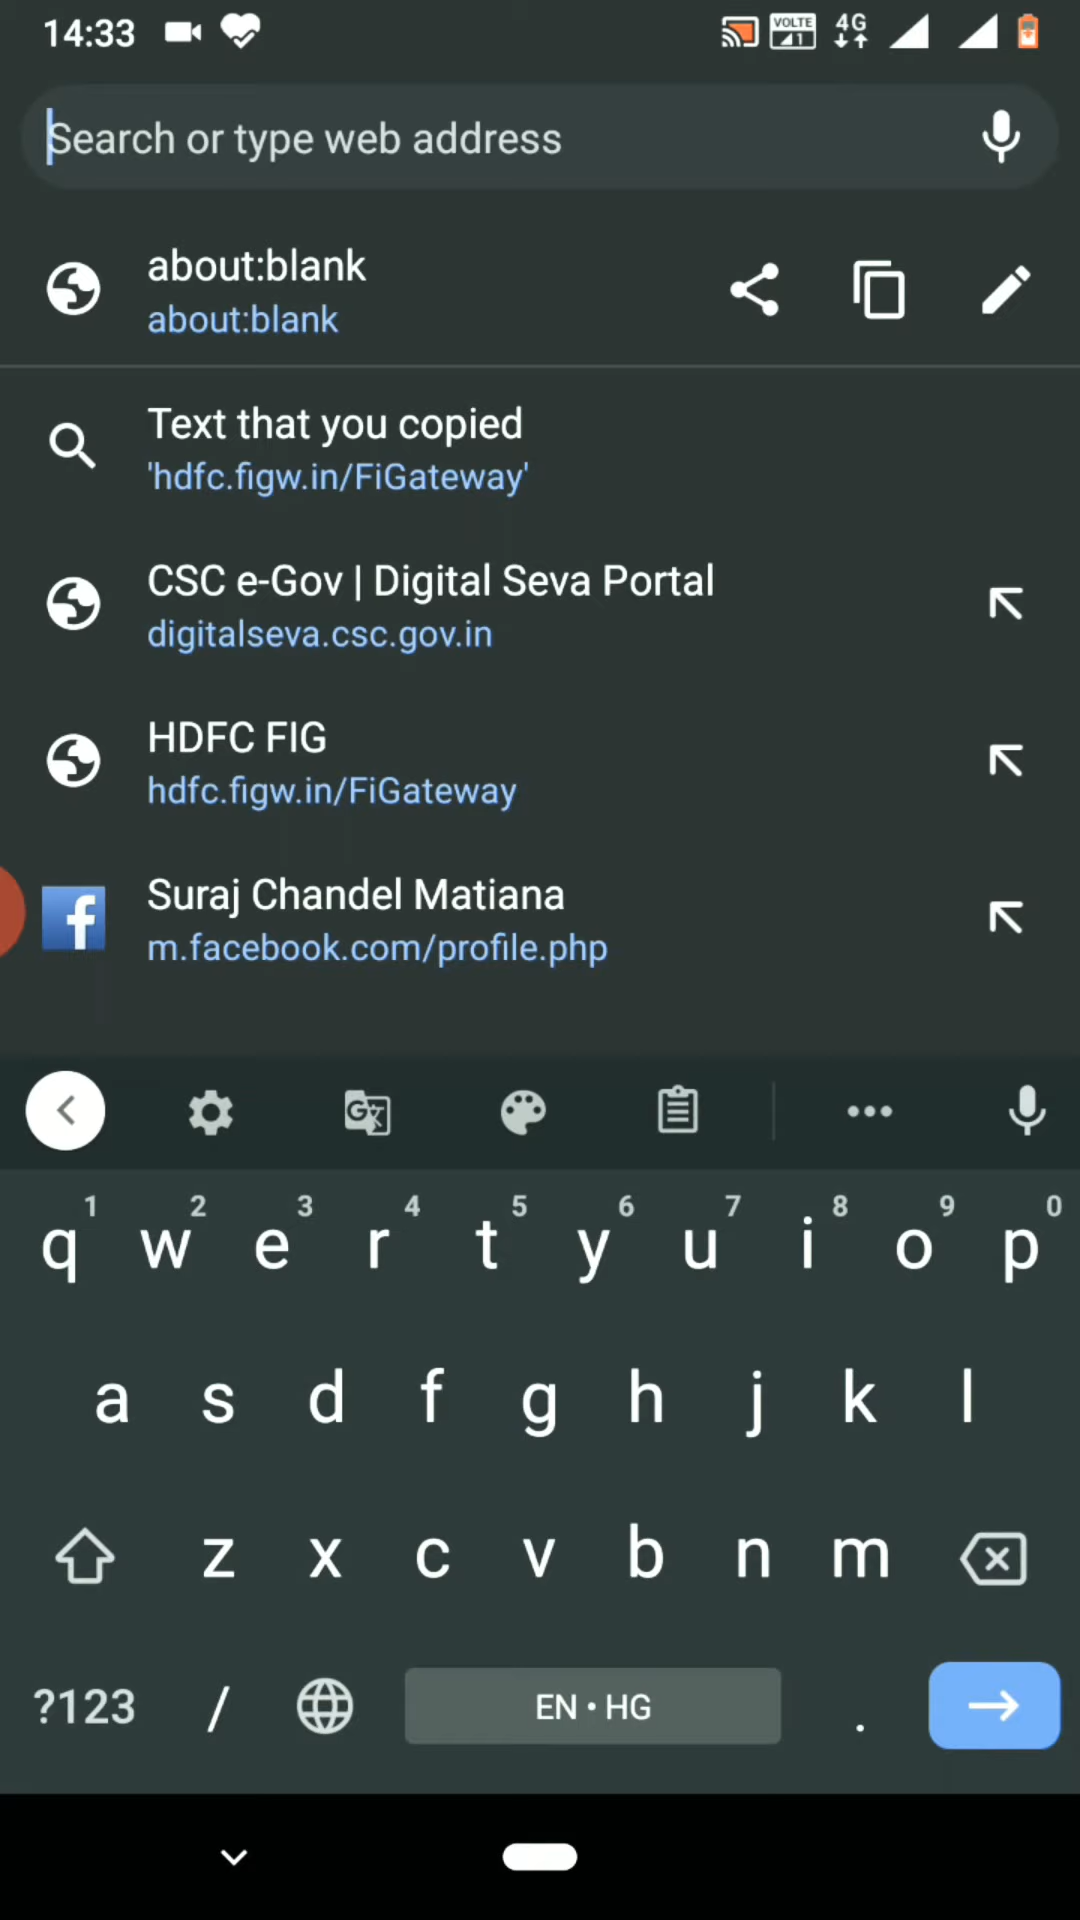 14:33
VOLTE 1 4G
Search or type web address
about:blank
about:blank
Text that you copied
'hdfc.figw.in/FiGateway'
CSC e-Gov | Digital Seva Portal
digitalseva.csc.gov.in
HDFC FIG
hdfc.figw.in/FiGateway
Suraj Chandel Matiana
m.facebook.com/profile.php
1 2 3 4 5 6 7 8 9 0
q w e r t y u i o p
a s d f g h j k l
z x c v b n m
?123 / EN • HG .